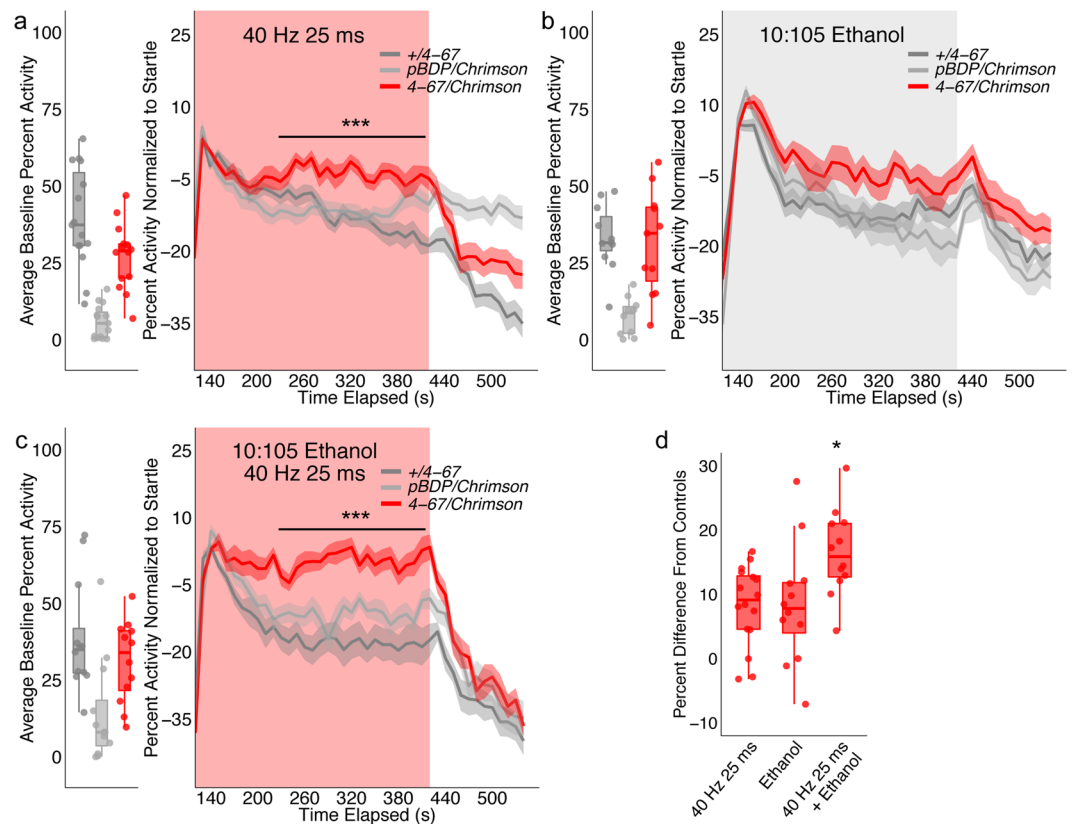 a
Average Baseline Percent Activity
100
75
50
25
0
Percent Activity Normalized to Startle
25
10
−5
−20
−35
40 Hz 25 ms
+/4−67
pBDP/Chrimson
4−67/Chrimson
***
140 200 260 320 380 440 500
Time Elapsed (s)
b
Average Baseline Percent Activity
100
75
50
25
0
Percent Activity Normalized to Startle
25
10
−5
−20
−35
10:105 Ethanol
+/4−67
pBDP/Chrimson
4−67/Chrimson
140 200 260 320 380 440 500
Time Elapsed (s)
c
Average Baseline Percent Activity
100
75
50
25
0
Percent Activity Normalized to Startle
25
10
−5
−20
−35
10:105 Ethanol
40 Hz 25 ms
+/4−67
pBDP/Chrimson
4−67/Chrimson
***
140 200 260 320 380 440 500
Time Elapsed (s)
d
Percent Difference From Controls
30
20
10
0
−10
*
40 Hz 25 ms
Ethanol
40 Hz 25 ms
+ Ethanol